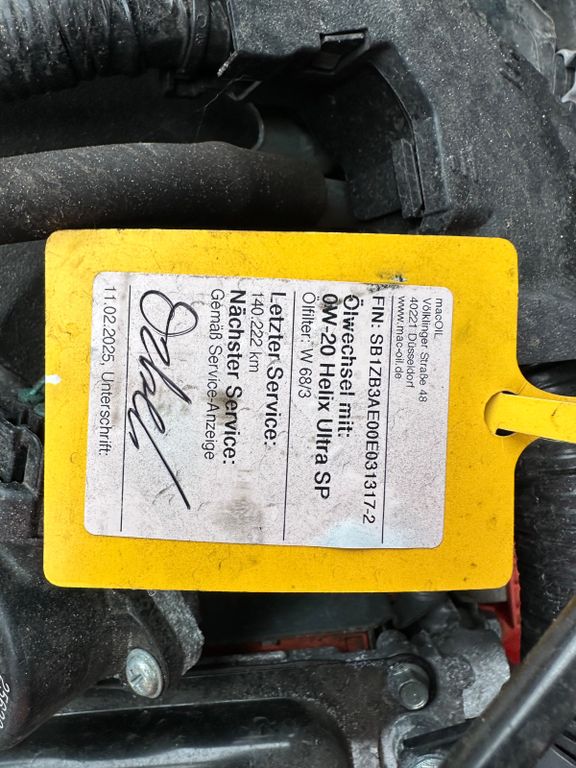 macOIL
Völklinger Straße 48
40221 Düsseldorf
www.mac-oil.de
FIN: SB1ZB3AE00E031317-2
Ölwechsel mit:
0W-20 Helix Ultra SP
Ölfilter: W 68/3
Letzter Service:
140.222 km
Nächster Service:
Gemäß Service-Anzeige
11.02.2025, Unterschrift: